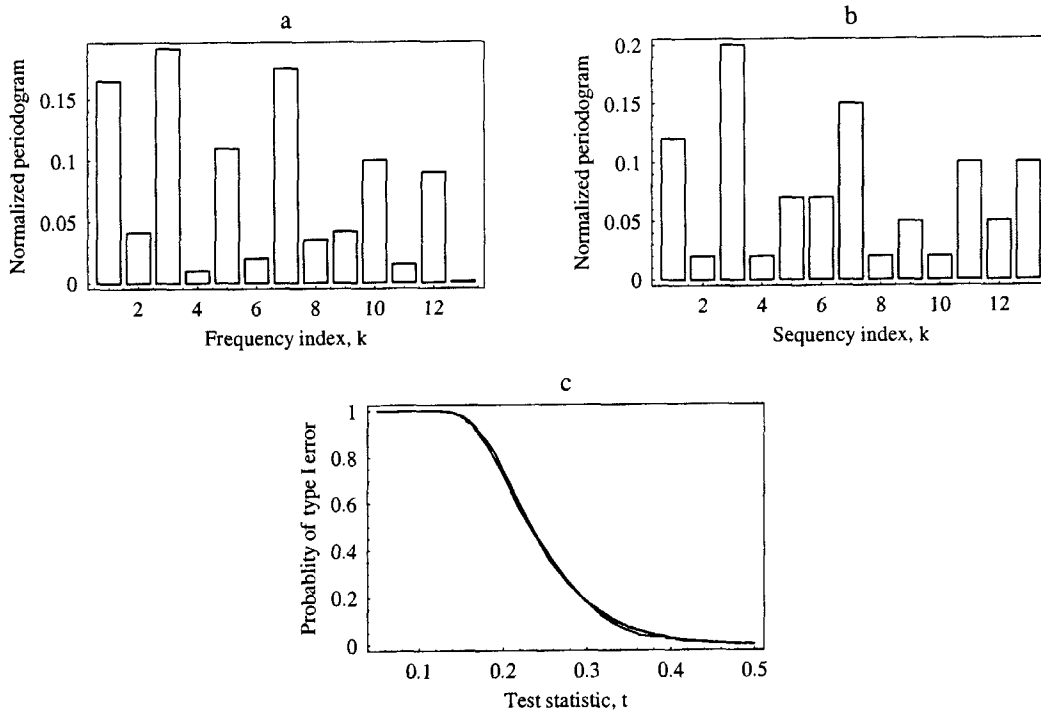 a
Normalized periodogram
0.15
0.1
0.05
0
2 4 6 8 10 12
Frequency index, k
b
Normalized periodogram
0.2
0.15
0.1
0.05
0
2 4 6 8 10 12
Sequency index, k
c
Probablity of type I error
1
0.8
0.6
0.4
0.2
0
0.1 0.2 0.3 0.4 0.5
Test statistic, t